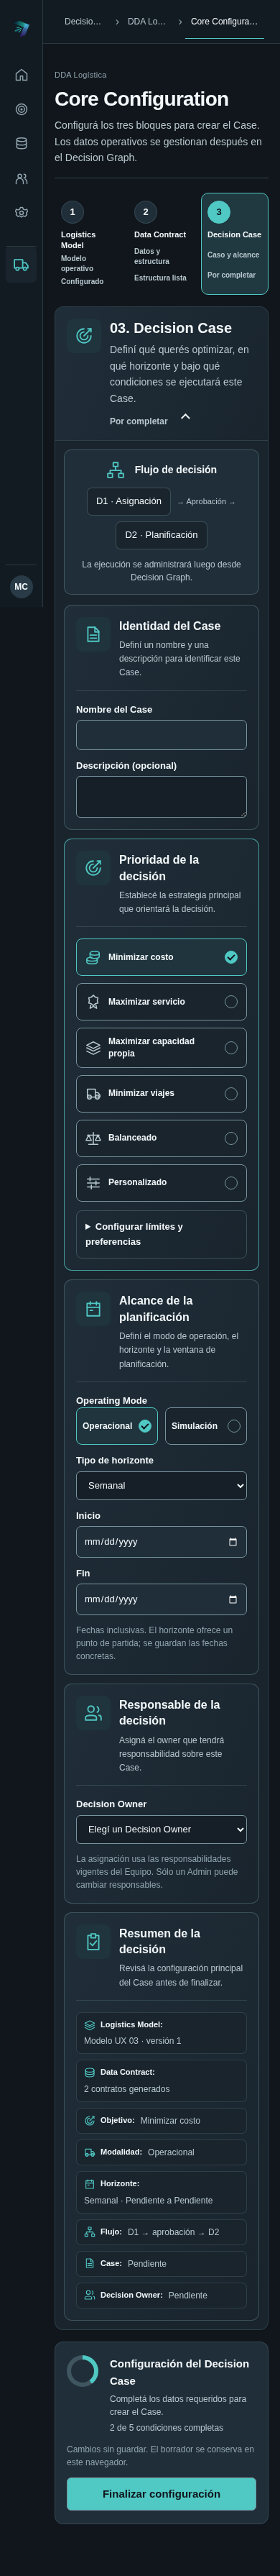 Decisio… › DDA Lo… › Core Configura…
DDA Logística
Core Configuration
Configurá los tres bloques para crear el Case.
Los datos operativos se gestionan después en
el Decision Graph.
1
Logistics
Model
Modelo
operativo
Configurado
2
Data Contract
Datos y
estructura
Estructura lista
3
Decision Case
Caso y alcance
Por completar
03. Decision Case
Definí qué querés optimizar, en
qué horizonte y bajo qué
condiciones se ejecutará este
Case.
Por completar
Flujo de decisión
D1 · Asignación → Aprobación →
D2 · Planificación
La ejecución se administrará luego desde
Decision Graph.
Identidad del Case
Definí un nombre y una
descripción para identificar este
Case.
Nombre del Case
Descripción (opcional)
Prioridad de la
decisión
Establecé la estrategia principal
que orientará la decisión.
Minimizar costo
Maximizar servicio
Maximizar capacidad
propia
Minimizar viajes
Balanceado
Personalizado
▶ Configurar límites y
preferencias
Alcance de la
planificación
Definí el modo de operación, el
horizonte y la ventana de
planificación.
Operating Mode
Operacional
Simulación
Tipo de horizonte
Semanal
Inicio
mm/dd/yyyy
Fin
mm/dd/yyyy
Fechas inclusivas. El horizonte ofrece un
punto de partida; se guardan las fechas
concretas.
Responsable de la
decisión
Asigná el owner que tendrá
responsabilidad sobre este
Case.
Decision Owner
Elegí un Decision Owner
La asignación usa las responsabilidades
vigentes del Equipo. Sólo un Admin puede
cambiar responsables.
Resumen de la
decisión
Revisá la configuración principal
del Case antes de finalizar.
Logistics Model:
Modelo UX 03 · versión 1
Data Contract:
2 contratos generados
Objetivo: Minimizar costo
Modalidad: Operacional
Horizonte:
Semanal · Pendiente a Pendiente
Flujo: D1 → aprobación → D2
Case: Pendiente
Decision Owner: Pendiente
Configuración del Decision
Case
Completá los datos requeridos para
crear el Case.
2 de 5 condiciones completas
Cambios sin guardar. El borrador se conserva en
este navegador.
Finalizar configuración
MC